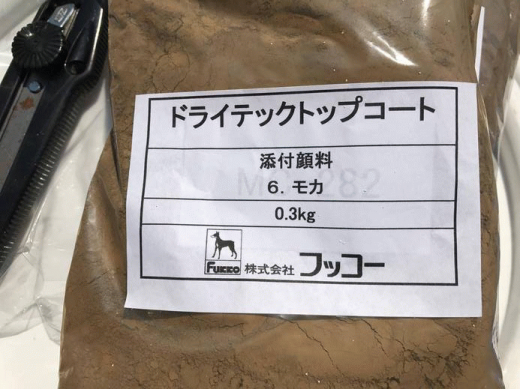 ドライテックトップコート
添付顔料
6. モカ
0.3kg
FUKKO 株式会社 フッコー